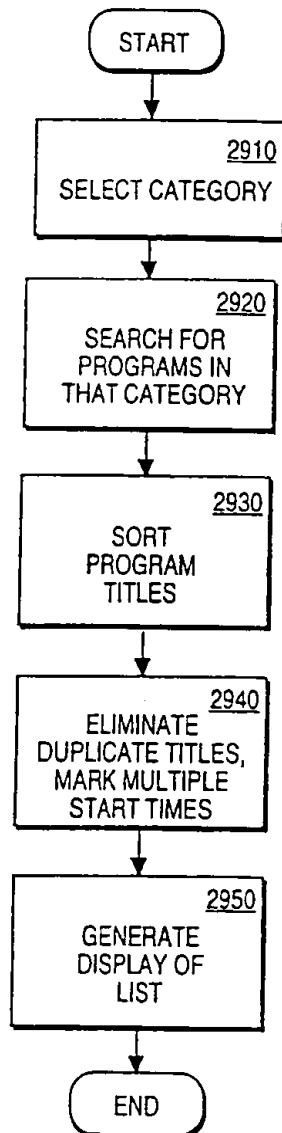 START
2910
SELECT CATEGORY
2920
SEARCH FOR
PROGRAMS IN
THAT CATEGORY
2930
SORT
PROGRAM
TITLES
2940
ELIMINATE
DUPLICATE TITLES,
MARK MULTIPLE
START TIMES
2950
GENERATE
DISPLAY OF
LIST
END